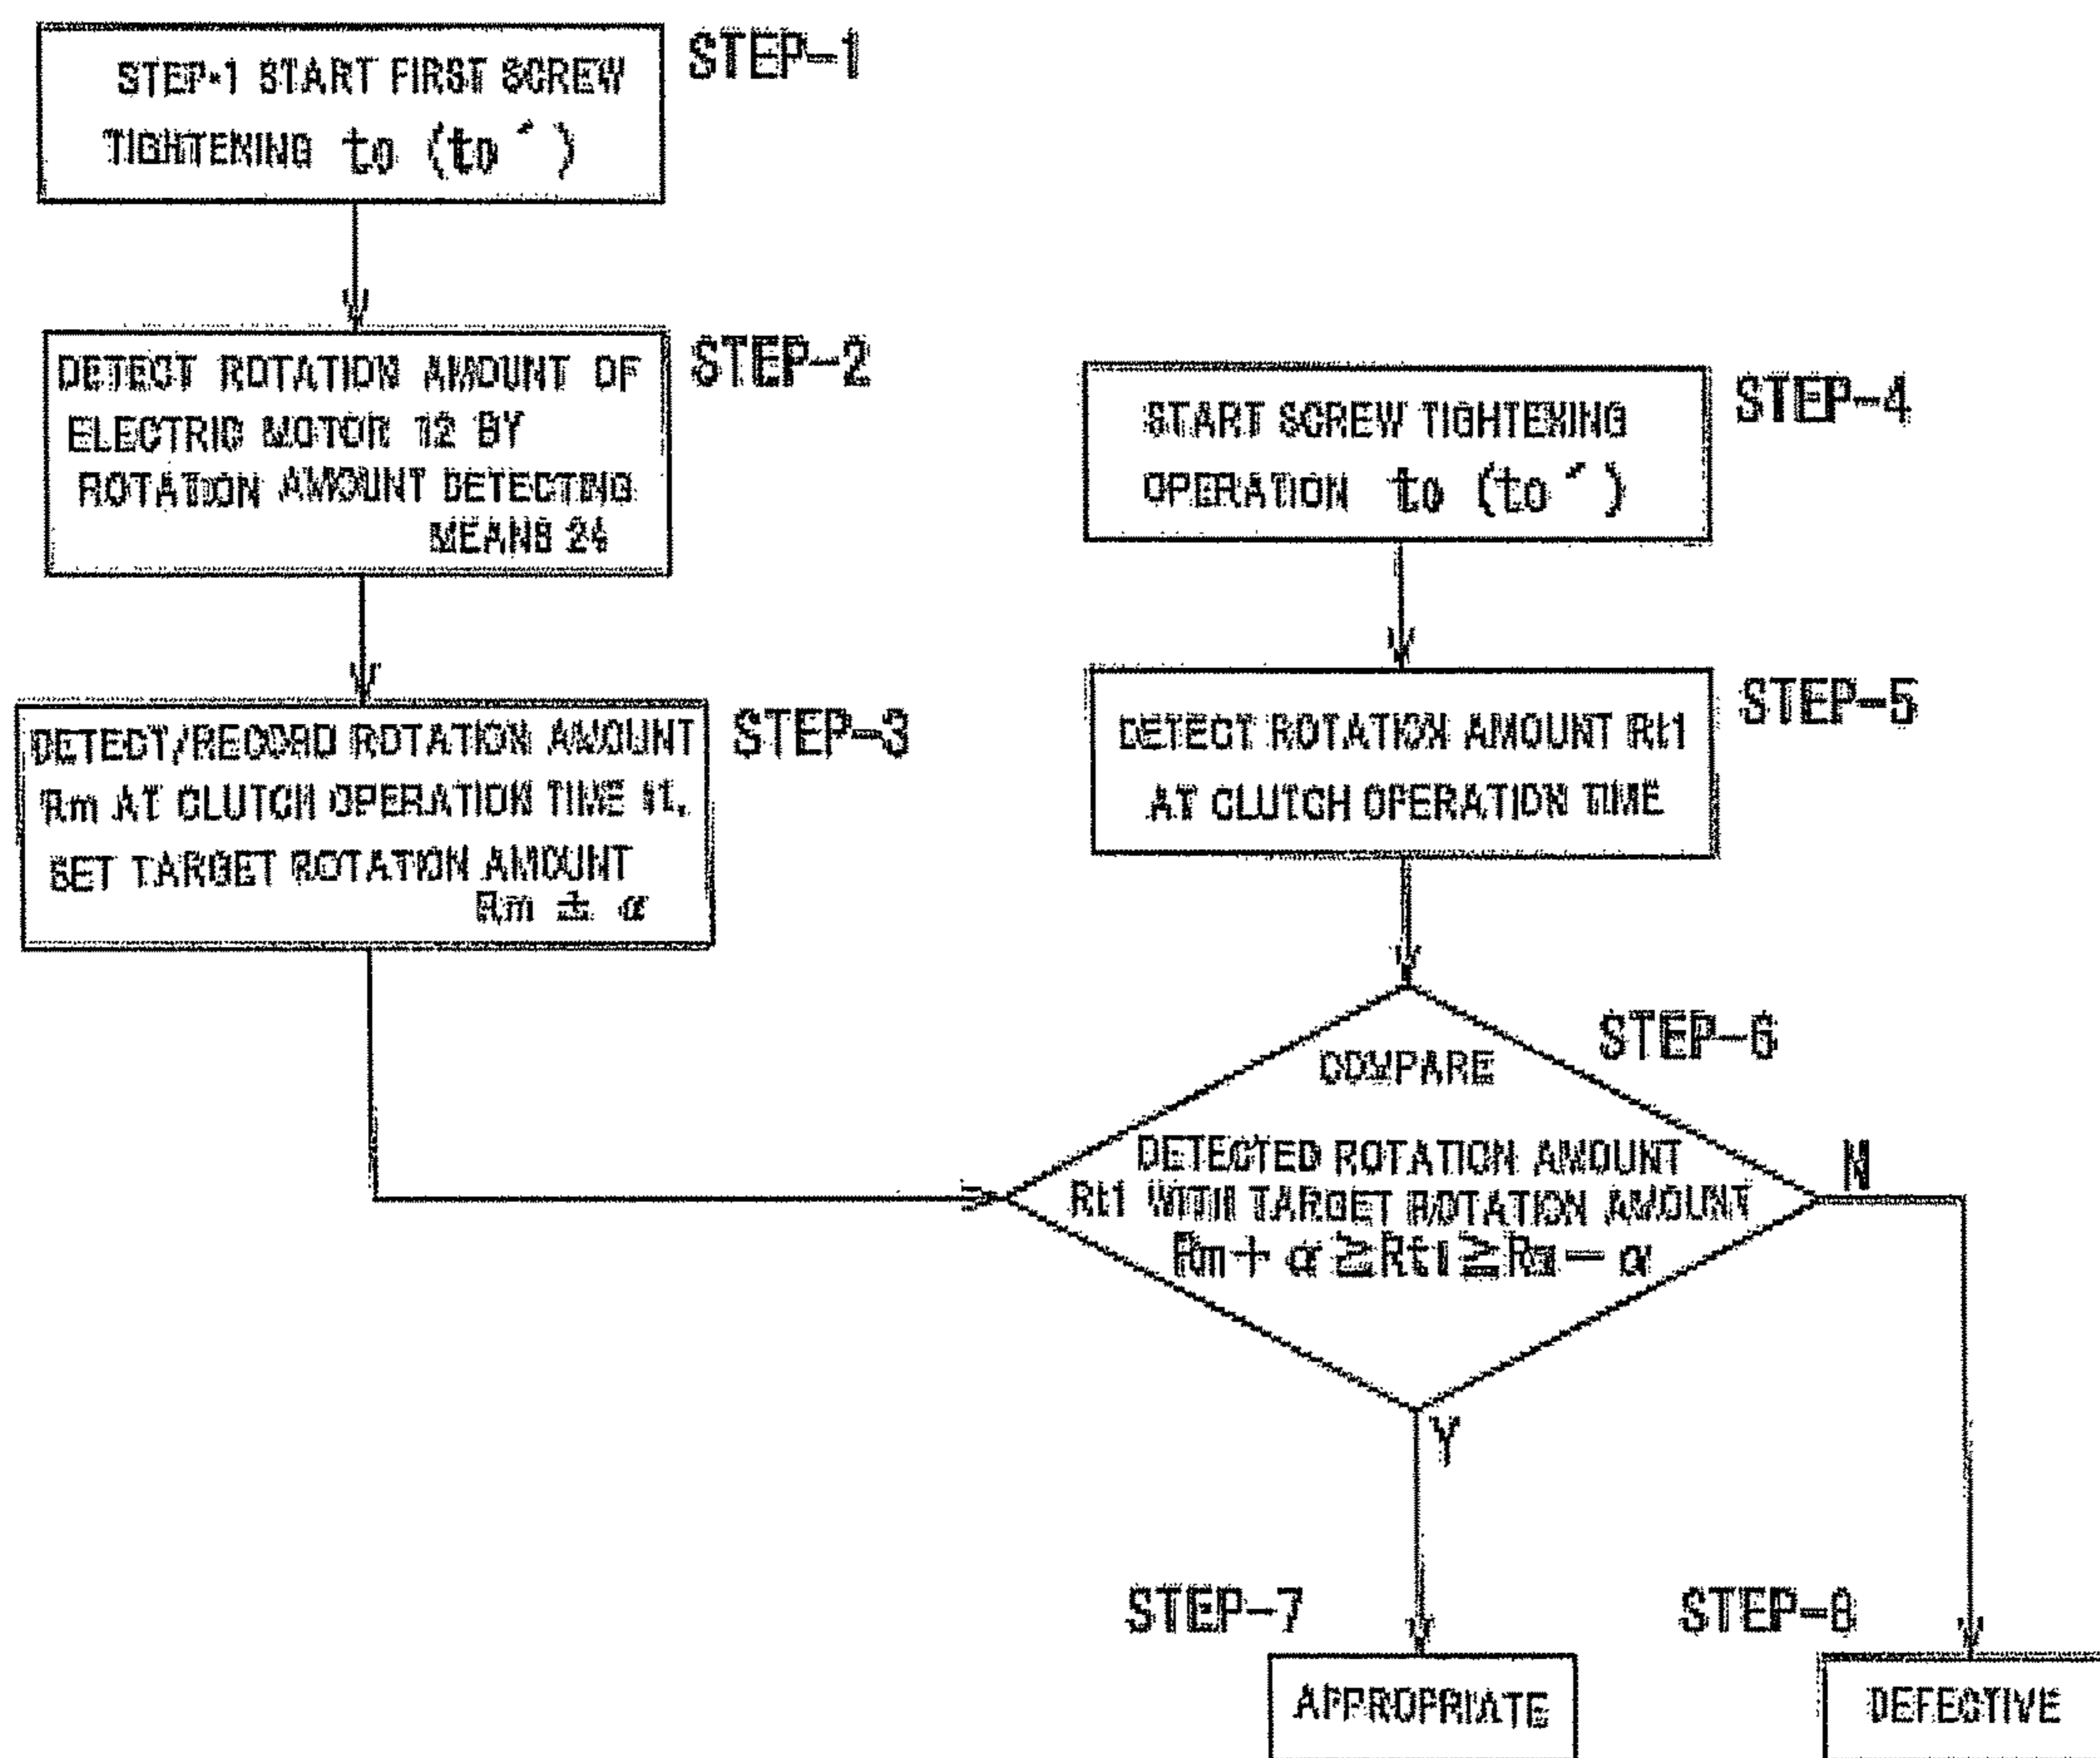 STEP-1 START FIRST SCREW
TIGHTENING to (to´)
STEP-1
DETECT ROTATION AMOUNT OF
ELECTRIC MOTOR 12 BY
ROTATION AMOUNT DETECTING
MEANS 24
STEP-2
DETECT/RECORD ROTATION AMOUNT
Rm AT CLUTCH OPERATION TIME
SET TARGET ROTATION AMOUNT
Rm ± α
STEP-3
START SCREW TIGHTENING
OPERATION to (to´)
STEP-4
DETECT ROTATION AMOUNT Rt1
AT CLUTCH OPERATION TIME
STEP-5
COMPARE
DETECTED ROTATION AMOUNT
Rt1 WITH TARGET ROTATION AMOUNT
Rm + α ≧ Rt1 ≧ Rm − α
STEP-6
N
Y
STEP-7
APPROPRIATE
STEP-8
DEFECTIVE